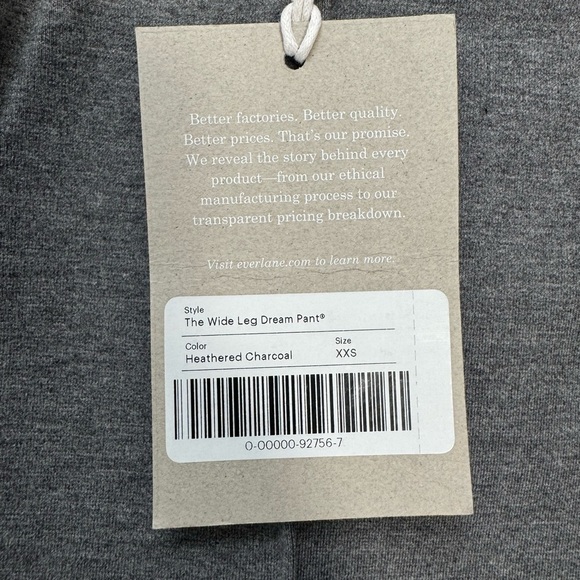 Better factories. Better quality.
Better prices. That's our promise.
We reveal the story behind every
product—from our ethical
manufacturing process to our
transparent pricing breakdown.
Visit everlane.com to learn more.
Style
The Wide Leg Dream Pant®
Color Size
Heathered Charcoal XXS
0-00000-92756-7